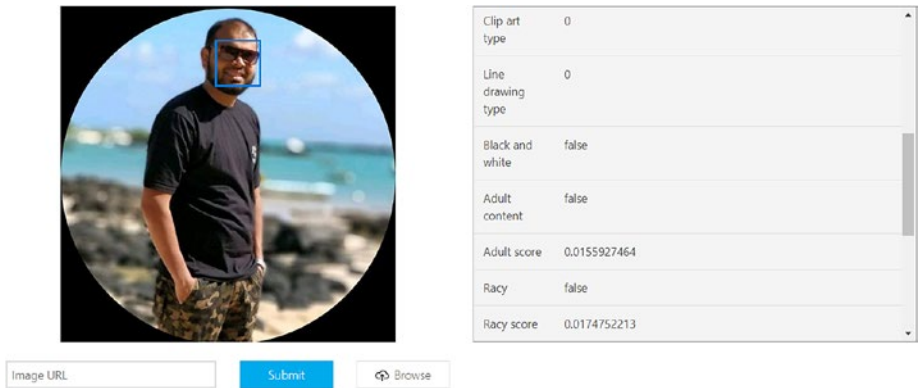 Clip art
type
0
Line
drawing
type
0
Black and
white
false
Adult
content
false
Adult score
0.0155927464
Racy
false
Racy score
0.0174752213
Image URL
Submit
Browse